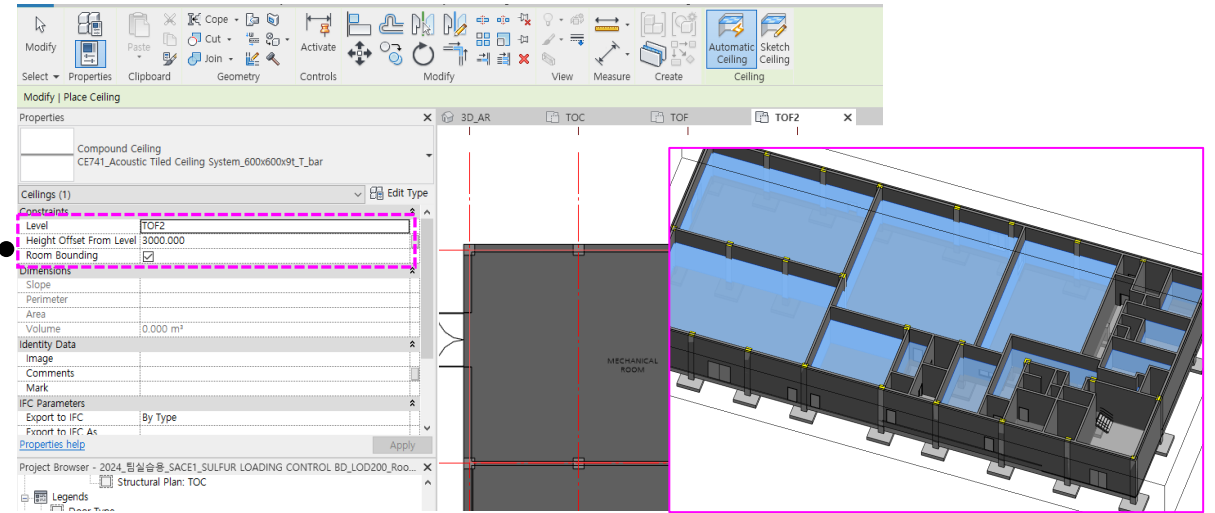 Cope
Cut
Join
Modify
Paste
Activate
Automatic Ceiling
Sketch Ceiling
Select Properties Clipboard Geometry Controls Modify View Measure Create Ceiling
Modify | Place Ceiling
Properties
3D_AR TOC TOF TOF2
Compound Ceiling
CE741_Acoustic Tiled Ceiling System_600x600x9t_T_bar
Ceilings (1) Edit Type
Constraints
Level TOF2
Height Offset From Level 3000.000
Room Bounding
Dimensions
Slope
Perimeter
Area
Volume 0.000 m³
Identity Data
Image
Comments
Mark
IFC Parameters
Export to IFC By Type
Export to IFC As
Properties help Apply
MECHANICAL
ROOM
Project Browser - 2024_팀실습용_SACE1_SULFUR LOADING CONTROL BD_LOD200_Roo...
Structural Plan: TOC
Legends
Door Type